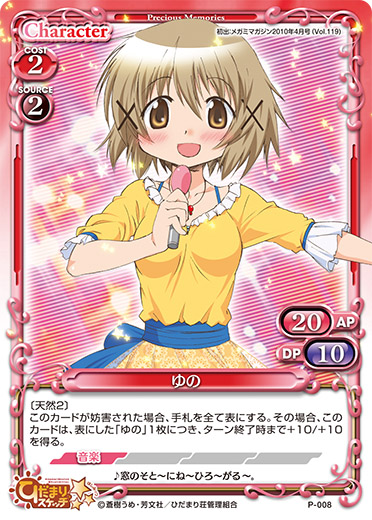 Precious Memories
Character
初出:メガミマガジン2010年4月号 (Vol.119)
COST
2
SOURCE
2
20 AP
DP 10
ゆの
〔天然2〕
このカードが妨害された場合、手札を全て表にする。その場合、この
カードは、表にした「ゆの」1枚につき、ターン終了時まで+10/+10
を得る。
音楽
♪窓のそと〜にね〜ひろ〜がる〜。
ひだまり
スケッチ
©蒼樹うめ・芳文社/ひだまり荘管理組合
P-008